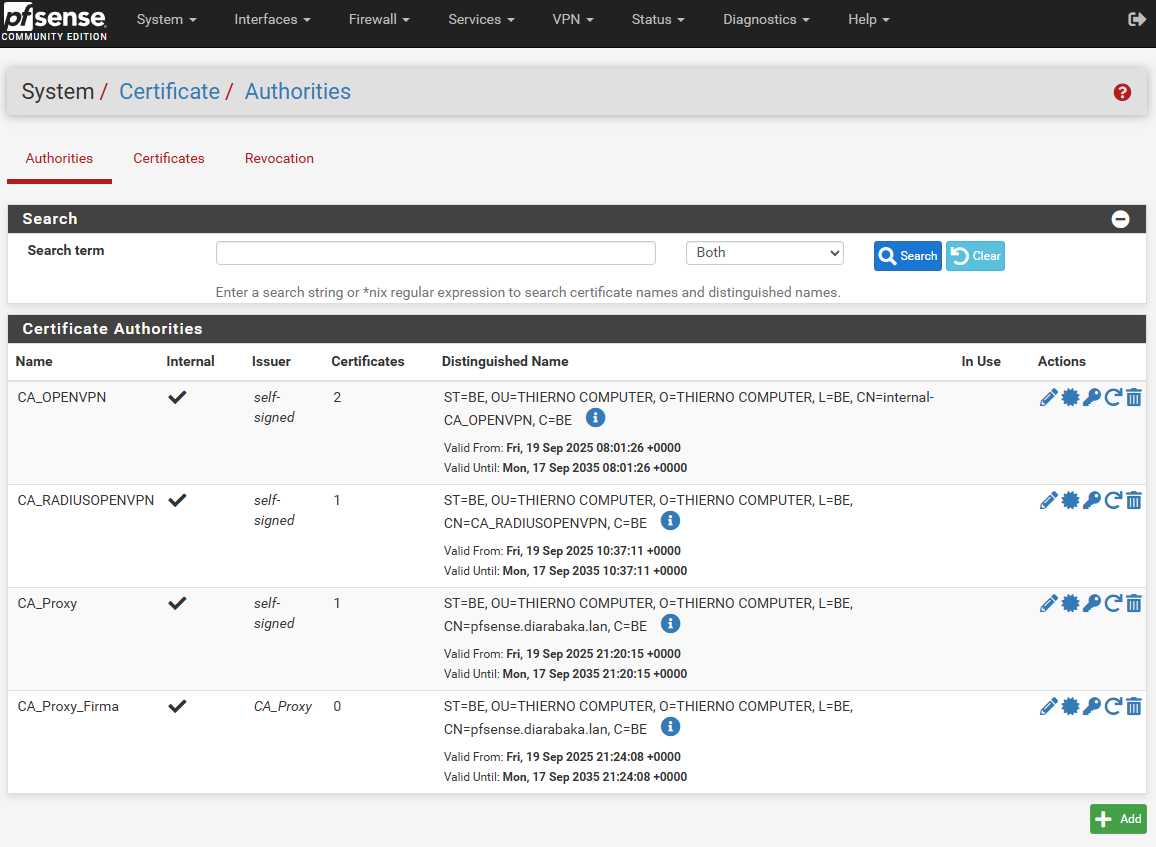 pfsense
COMMUNITY EDITION
System Interfaces Firewall Services VPN Status Diagnostics Help
System / Certificate / Authorities
Authorities Certificates Revocation
Search
Search term Both Search Clear
Enter a search string or *nix regular expression to search certificate names and distinguished names.
Certificate Authorities
Name Internal Issuer Certificates Distinguished Name In Use Actions
CA_OPENVPN self- 2 ST=BE, OU=THIERNO COMPUTER, O=THIERNO COMPUTER, L=BE, CN=internal-
signed CA_OPENVPN, C=BE
Valid From: Fri, 19 Sep 2025 08:01:26 +0000
Valid Until: Mon, 17 Sep 2035 08:01:26 +0000
CA_RADIUSOPENVPN self- 1 ST=BE, OU=THIERNO COMPUTER, O=THIERNO COMPUTER, L=BE,
signed CN=CA_RADIUSOPENVPN, C=BE
Valid From: Fri, 19 Sep 2025 10:37:11 +0000
Valid Until: Mon, 17 Sep 2035 10:37:11 +0000
CA_Proxy self- 1 ST=BE, OU=THIERNO COMPUTER, O=THIERNO COMPUTER, L=BE,
signed CN=pfsense.diarabaka.lan, C=BE
Valid From: Fri, 19 Sep 2025 21:20:15 +0000
Valid Until: Mon, 17 Sep 2035 21:20:15 +0000
CA_Proxy_Firma CA_Proxy 0 ST=BE, OU=THIERNO COMPUTER, O=THIERNO COMPUTER, L=BE,
CN=pfsense.diarabaka.lan, C=BE
Valid From: Fri, 19 Sep 2025 21:24:08 +0000
Valid Until: Mon, 17 Sep 2035 21:24:08 +0000
Add